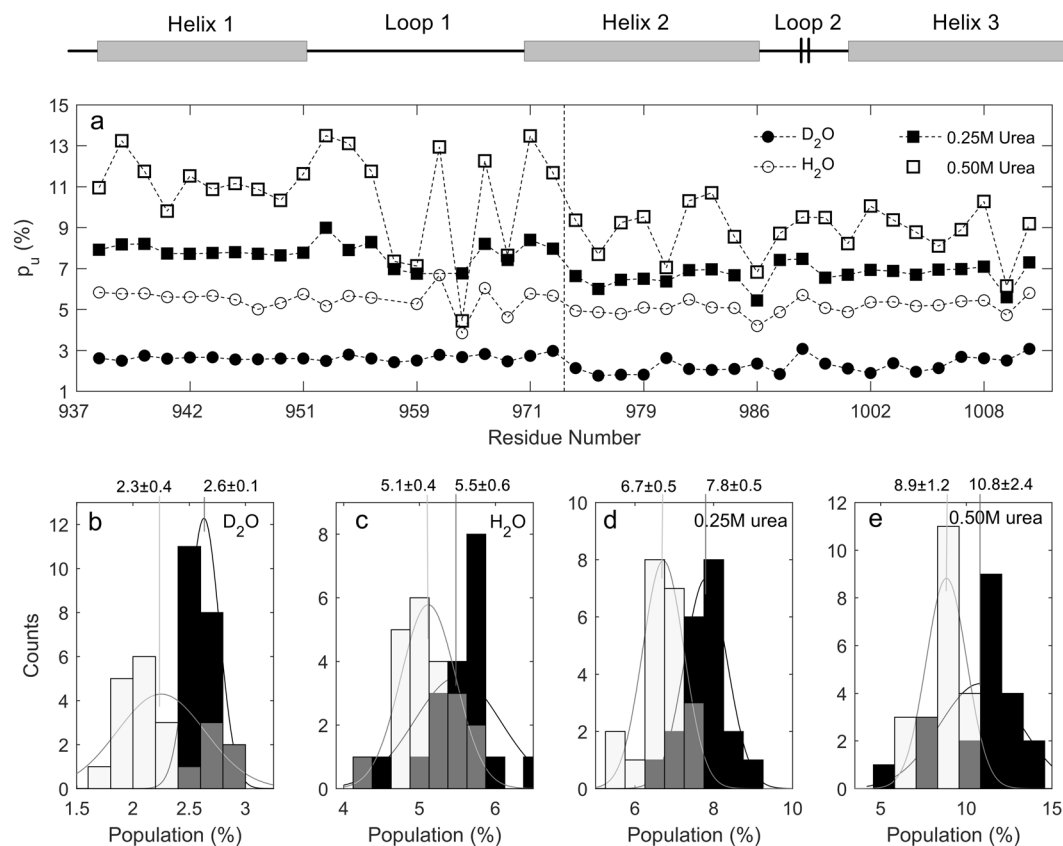 Helix 1 Loop 1 Helix 2 Loop 2 Helix 3
a
15
13
11
9
7
5
3
1
pᵤ (%)
D₂O 0.25M Urea
H₂O 0.50M Urea
937 942 951 959 971 979 986 1002 1008
Residue Number
2.3±0.4 2.6±0.1
b D₂O
12
10
8
6
4
2
0
Counts
1.5 2 2.5 3
Population (%)
5.1±0.4 5.5±0.6
c H₂O
8
6
4
2
0
4 5 6
Population (%)
6.7±0.5 7.8±0.5
d 0.25M urea
10
8
6
4
2
0
6 8 10
Population (%)
8.9±1.2 10.8±2.4
e 0.50M urea
12
10
8
6
4
2
0
5 10 15
Population (%)